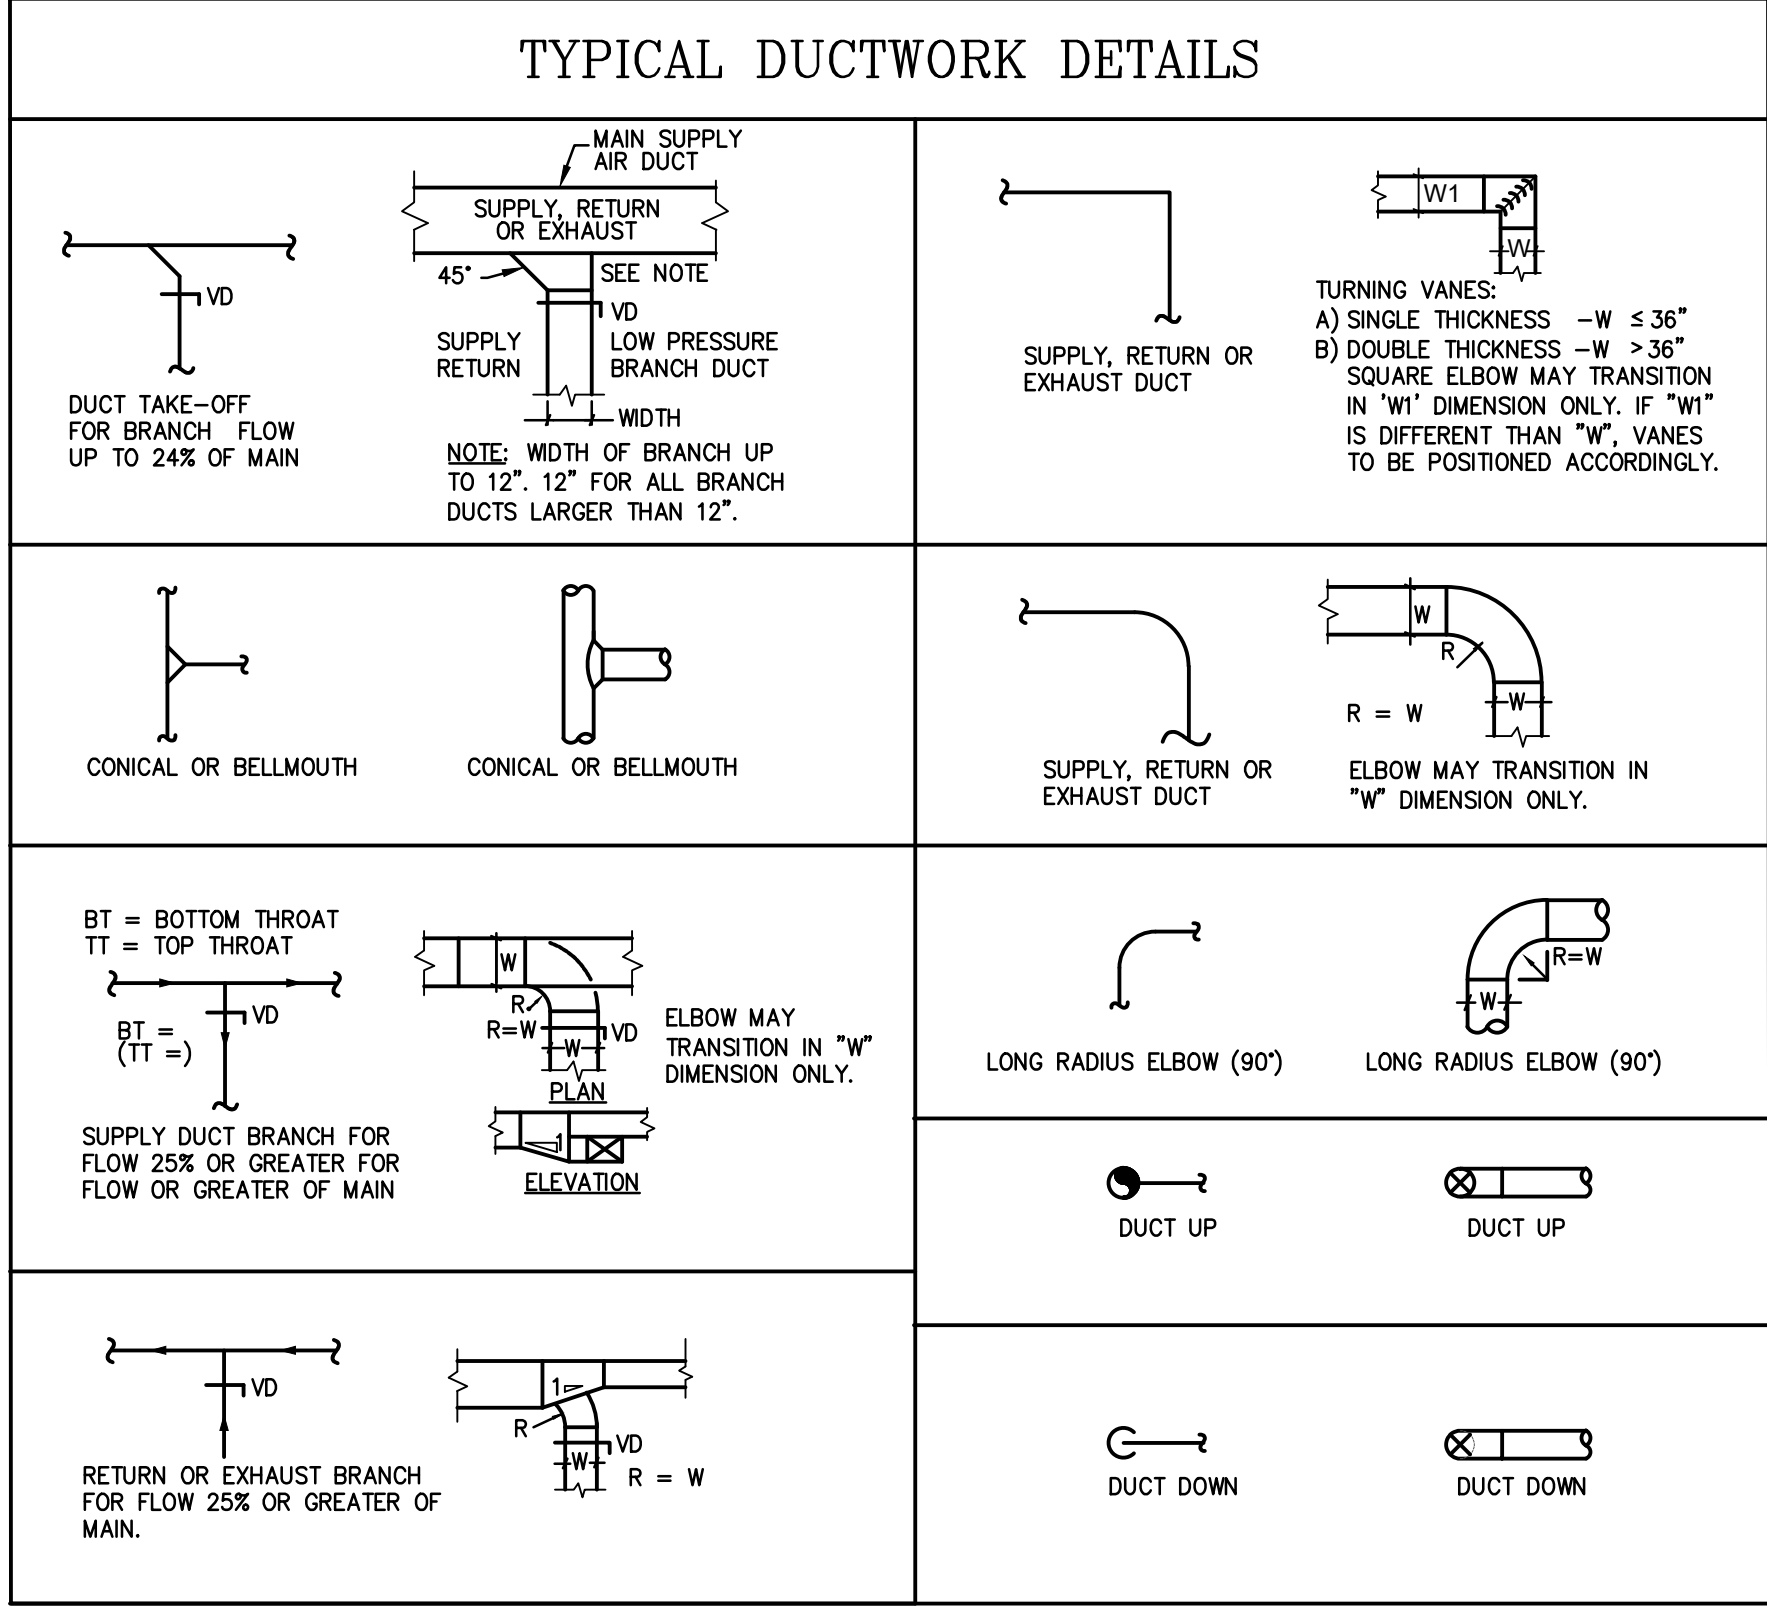 TYPICAL DUCTWORK DETAILS
MAIN SUPPLY
AIR DUCT
SUPPLY, RETURN
OR EXHAUST
45°
SEE NOTE
VD
VD
SUPPLY
RETURN
LOW PRESSURE
BRANCH DUCT
WIDTH
DUCT TAKE-OFF
FOR BRANCH FLOW
UP TO 24% OF MAIN
NOTE: WIDTH OF BRANCH UP
TO 12". 12" FOR ALL BRANCH
DUCTS LARGER THAN 12".
W1
W
SUPPLY, RETURN OR
EXHAUST DUCT
TURNING VANES:
A) SINGLE THICKNESS -W ≤ 36"
B) DOUBLE THICKNESS -W > 36"
SQUARE ELBOW MAY TRANSITION
IN 'W1' DIMENSION ONLY. IF "W1"
IS DIFFERENT THAN "W", VANES
TO BE POSITIONED ACCORDINGLY.
CONICAL OR BELLMOUTH
CONICAL OR BELLMOUTH
W
R
W
R = W
SUPPLY, RETURN OR
EXHAUST DUCT
ELBOW MAY TRANSITION IN
"W" DIMENSION ONLY.
BT = BOTTOM THROAT
TT = TOP THROAT
VD
BT =
(TT =)
SUPPLY DUCT BRANCH FOR
FLOW 25% OR GREATER FOR
FLOW OR GREATER OF MAIN
W
R
R=W
VD
W
PLAN
ELBOW MAY
TRANSITION IN "W"
DIMENSION ONLY.
1
ELEVATION
R=W
W
LONG RADIUS ELBOW (90°)
LONG RADIUS ELBOW (90°)
DUCT UP
DUCT UP
VD
RETURN OR EXHAUST BRANCH
FOR FLOW 25% OR GREATER OF
MAIN.
1
R
VD
W
R = W
DUCT DOWN
DUCT DOWN